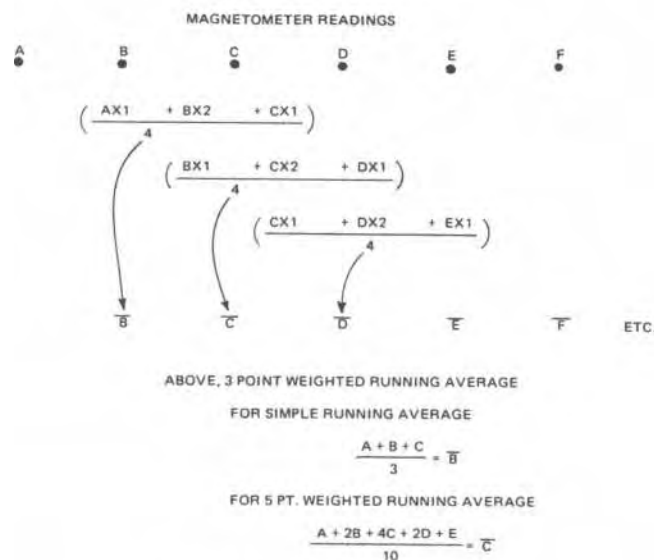 MAGNETOMETER READINGS
A B C D E F
( AX1 + BX2 + CX1 )
4
( BX1 + CX2 + DX1 )
4
( CX1 + DX2 + EX1 )
4
B̅ C̅ D̅ E̅ F̅ ETC
ABOVE, 3 POINT WEIGHTED RUNNING AVERAGE
FOR SIMPLE RUNNING AVERAGE
A + B + C
3
= B̅
FOR 5 PT. WEIGHTED RUNNING AVERAGE
A + 2B + 4C + 2D + E
10
= C̅